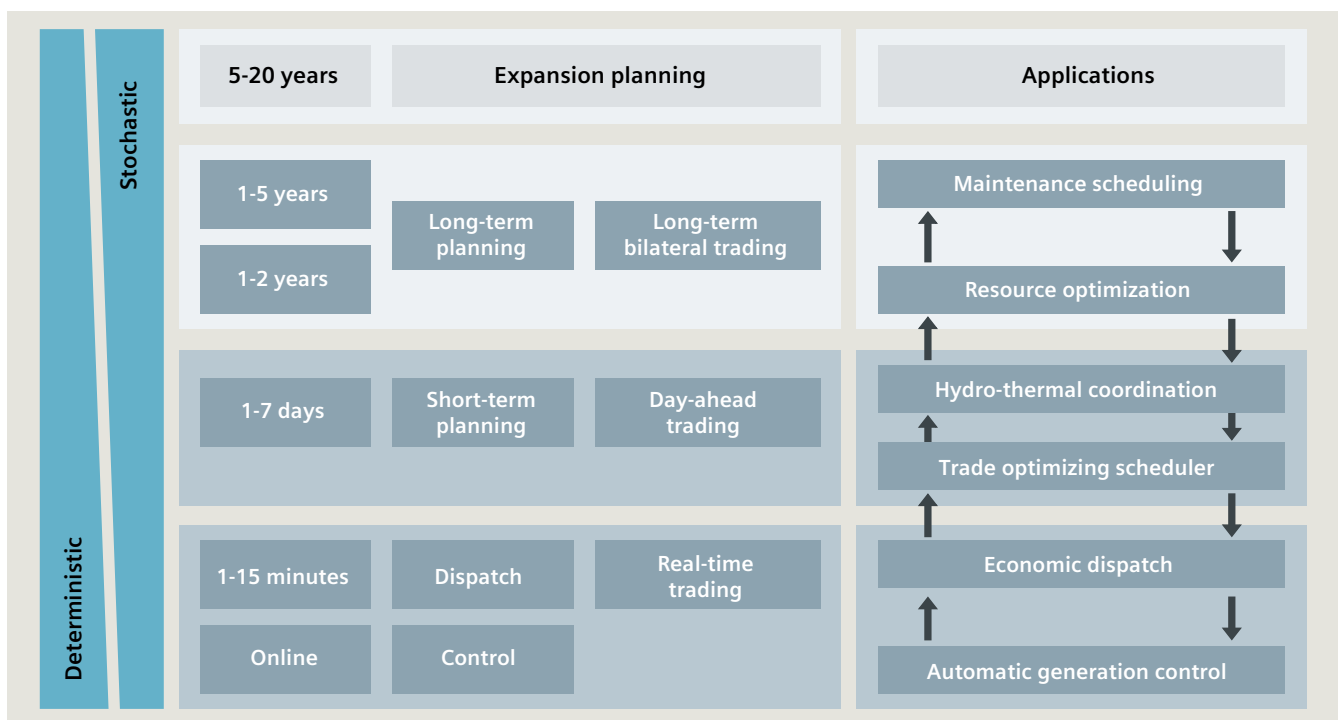 Stochastic
Deterministic
5-20 years
Expansion planning
Applications
1-5 years
1-2 years
Long-term
planning
Long-term
bilateral trading
Maintenance scheduling
Resource optimization
1-7 days
Short-term
planning
Day-ahead
trading
Hydro-thermal coordination
Trade optimizing scheduler
1-15 minutes
Dispatch
Real-time
trading
Online
Control
Economic dispatch
Automatic generation control